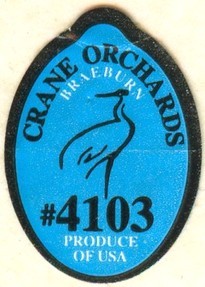 CRANE ORCHARDS
BRAEBURN
#4103
PRODUCE
OF USA